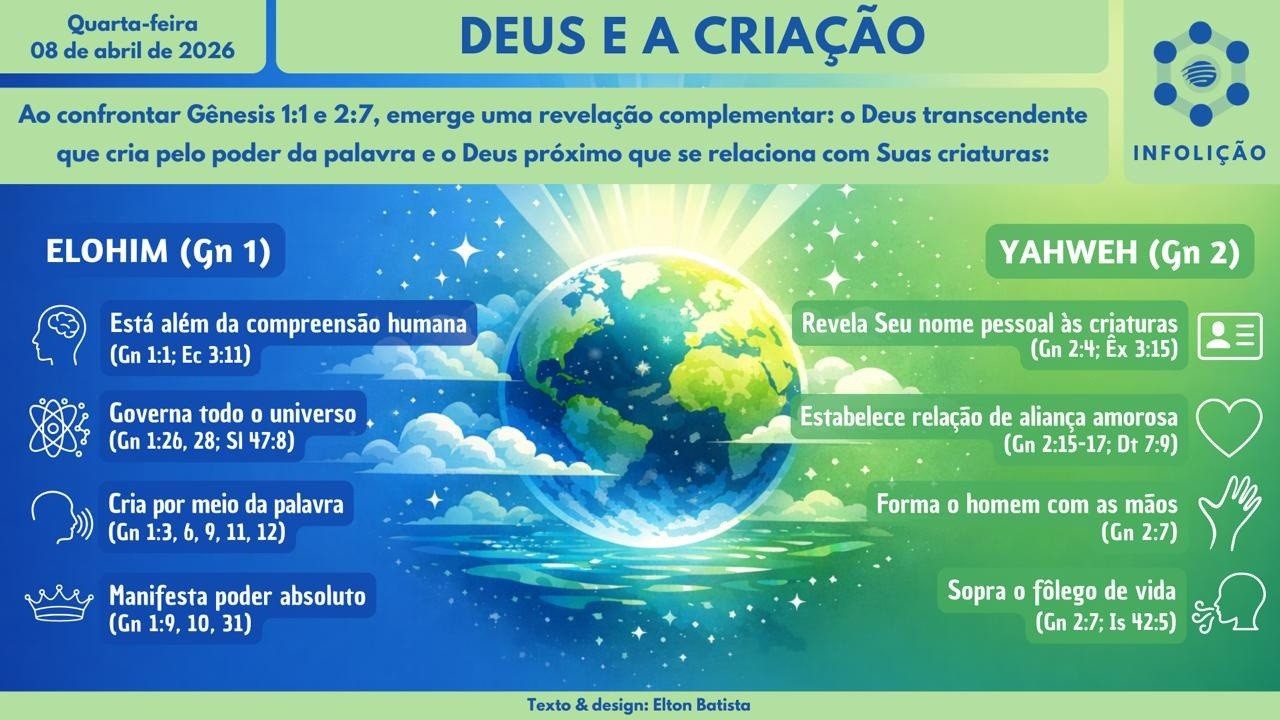 Quarta-feira
08 de abril de 2026
DEUS E A CRIAÇÃO
INFOLIÇÃO
Ao confrontar Gênesis 1:1 e 2:7, emerge uma revelação complementar: o Deus transcendente
que cria pelo poder da palavra e o Deus próximo que se relaciona com Suas criaturas:
ELOHIM (Gn 1)
Está além da compreensão humana
(Gn 1:1; Ec 3:11)
Governa todo o universo
(Gn 1:26, 28; Sl 47:8)
Cria por meio da palavra
(Gn 1:3, 6, 9, 11, 12)
Manifesta poder absoluto
(Gn 1:9, 10, 31)
YAHWEH (Gn 2)
Revela Seu nome pessoal às criaturas
(Gn 2:4; Êx 3:15)
Estabelece relação de aliança amorosa
(Gn 2:15-17; Dt 7:9)
Forma o homem com as mãos
(Gn 2:7)
Sopra o fôlego de vida
(Gn 2:7; Is 42:5)
Texto & design: Elton Batista